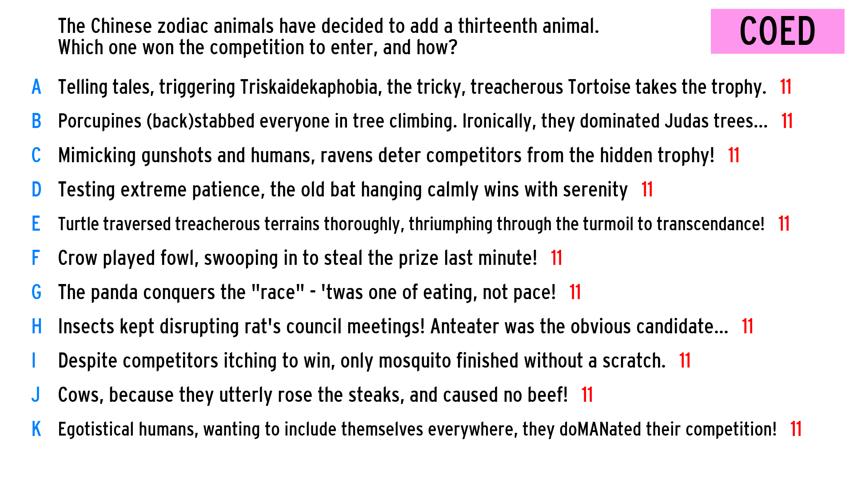 The Chinese zodiac animals have decided to add a thirteenth animal.
Which one won the competition to enter, and how?
COED
A Telling tales, triggering Triskaidekaphobia, the tricky, treacherous Tortoise takes the trophy. 11
B Porcupines (back)stabbed everyone in tree climbing. Ironically, they dominated Judas trees... 11
C Mimicking gunshots and humans, ravens deter competitors from the hidden trophy! 11
D Testing extreme patience, the old bat hanging calmly wins with serenity 11
E Turtle traversed treacherous terrains thoroughly, thriumphing through the turmoil to transcendance! 11
F Crow played fowl, swooping in to steal the prize last minute! 11
G The panda conquers the "race" - 'twas one of eating, not pace! 11
H Insects kept disrupting rat's council meetings! Anteater was the obvious candidate... 11
I Despite competitors itching to win, only mosquito finished without a scratch. 11
J Cows, because they utterly rose the steaks, and caused no beef! 11
K Egotistical humans, wanting to include themselves everywhere, they doMANated their competition! 11